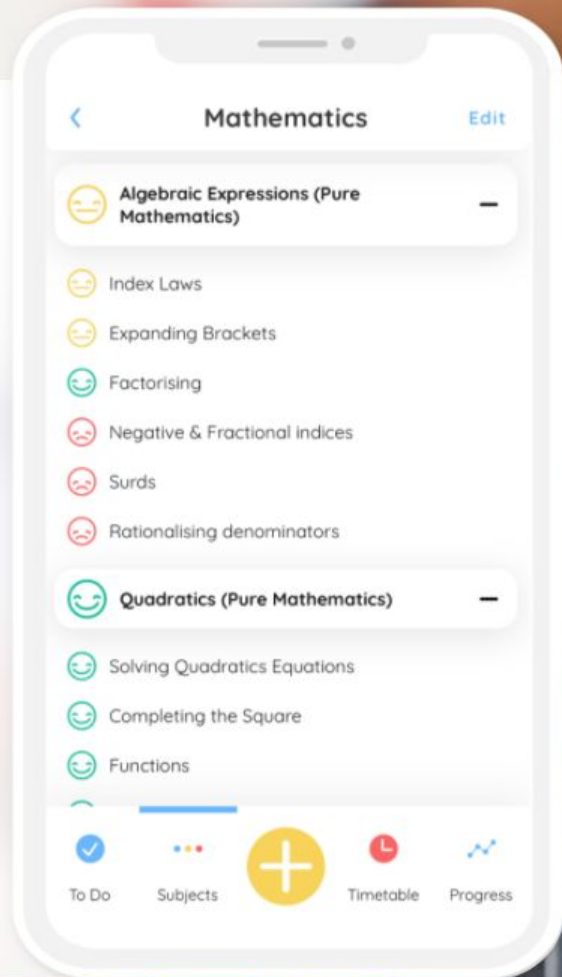 Mathematics
Edit
Algebraic Expressions (Pure
Mathematics)
Index Laws
Expanding Brackets
Factorising
Negative & Fractional indices
Surds
Rationalising denominators
Quadratics (Pure Mathematics)
Solving Quadratics Equations
Completing the Square
Functions
To Do
Subjects
Timetable
Progress